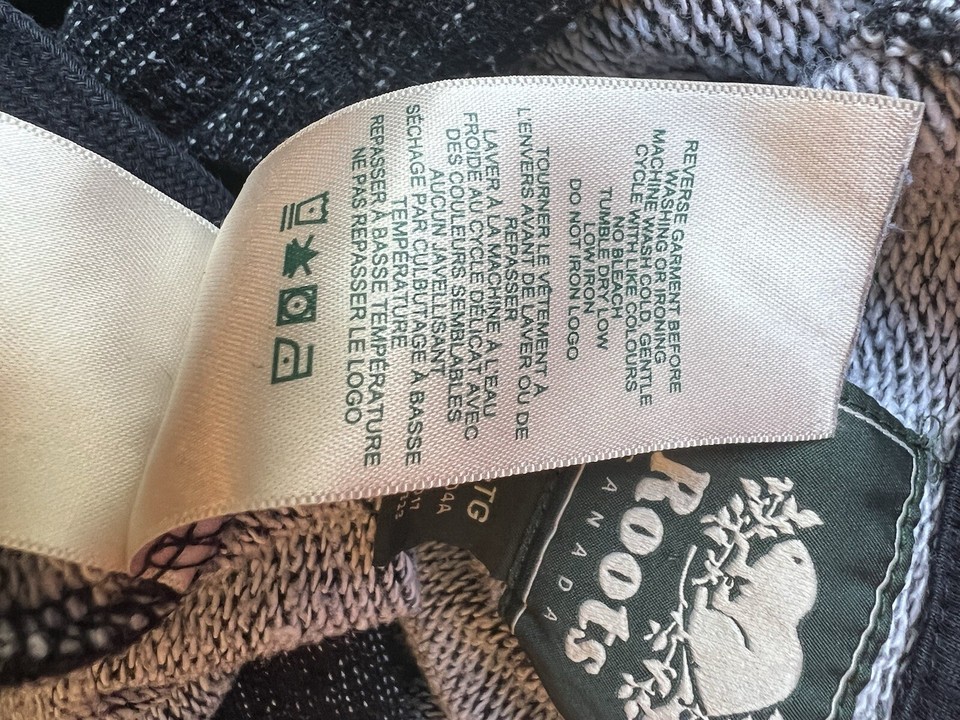 REVERSE GARMENT BEFORE
WASHING OR IRONING
MACHINE WASH COLD, GENTLE
CYCLE WITH LIKE COLOURS
NO BLEACH
TUMBLE DRY LOW
LOW IRON
DO NOT IRON LOGO
TOURNER LE VÊTEMENT À
L'ENVERS AVANT DE LAVER OU DE
REPASSER
LAVER À LA MACHINE À L'EAU
FROIDE AU CYCLE DÉLICAT AVEC
DES COULEURS SEMBLABLES
AUCUN JAVELLISANT
SÉCHAGE PAR CULBUTAGE À BASSE
TEMPÉRATURE
REPASSER À BASSE TEMPÉRATURE
NE PAS REPASSER LE LOGO
ROOTS
ANADA
TG
04A